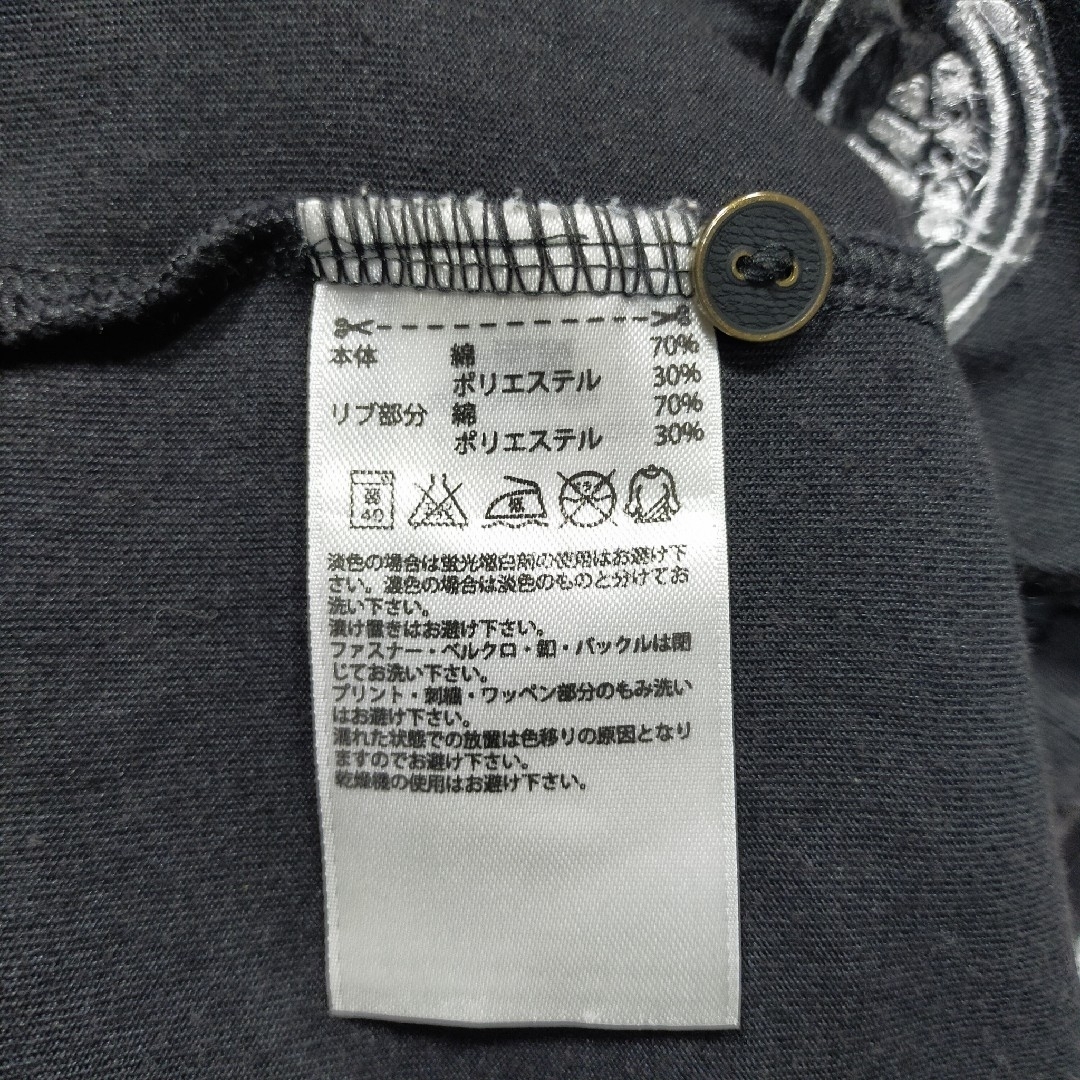 本体 綿 70%
ポリエステル 30%
リブ部分 綿 70%
ポリエステル 30%
弱 40 低
淡色の場合は蛍光増白剤の使用はお避け下
さい。濃色の場合は淡色のものと分けてお
洗い下さい。
漬け置きはお避け下さい。
ファスナー・ベルクロ・釦・バックルは閉
じてお洗い下さい。
プリント・刺繍・ワッペン部分のもみ洗い
はお避け下さい。
濡れた状態での放置は色移りの原因となり
ますのでお避け下さい。
乾燥機の使用はお避け下さい。